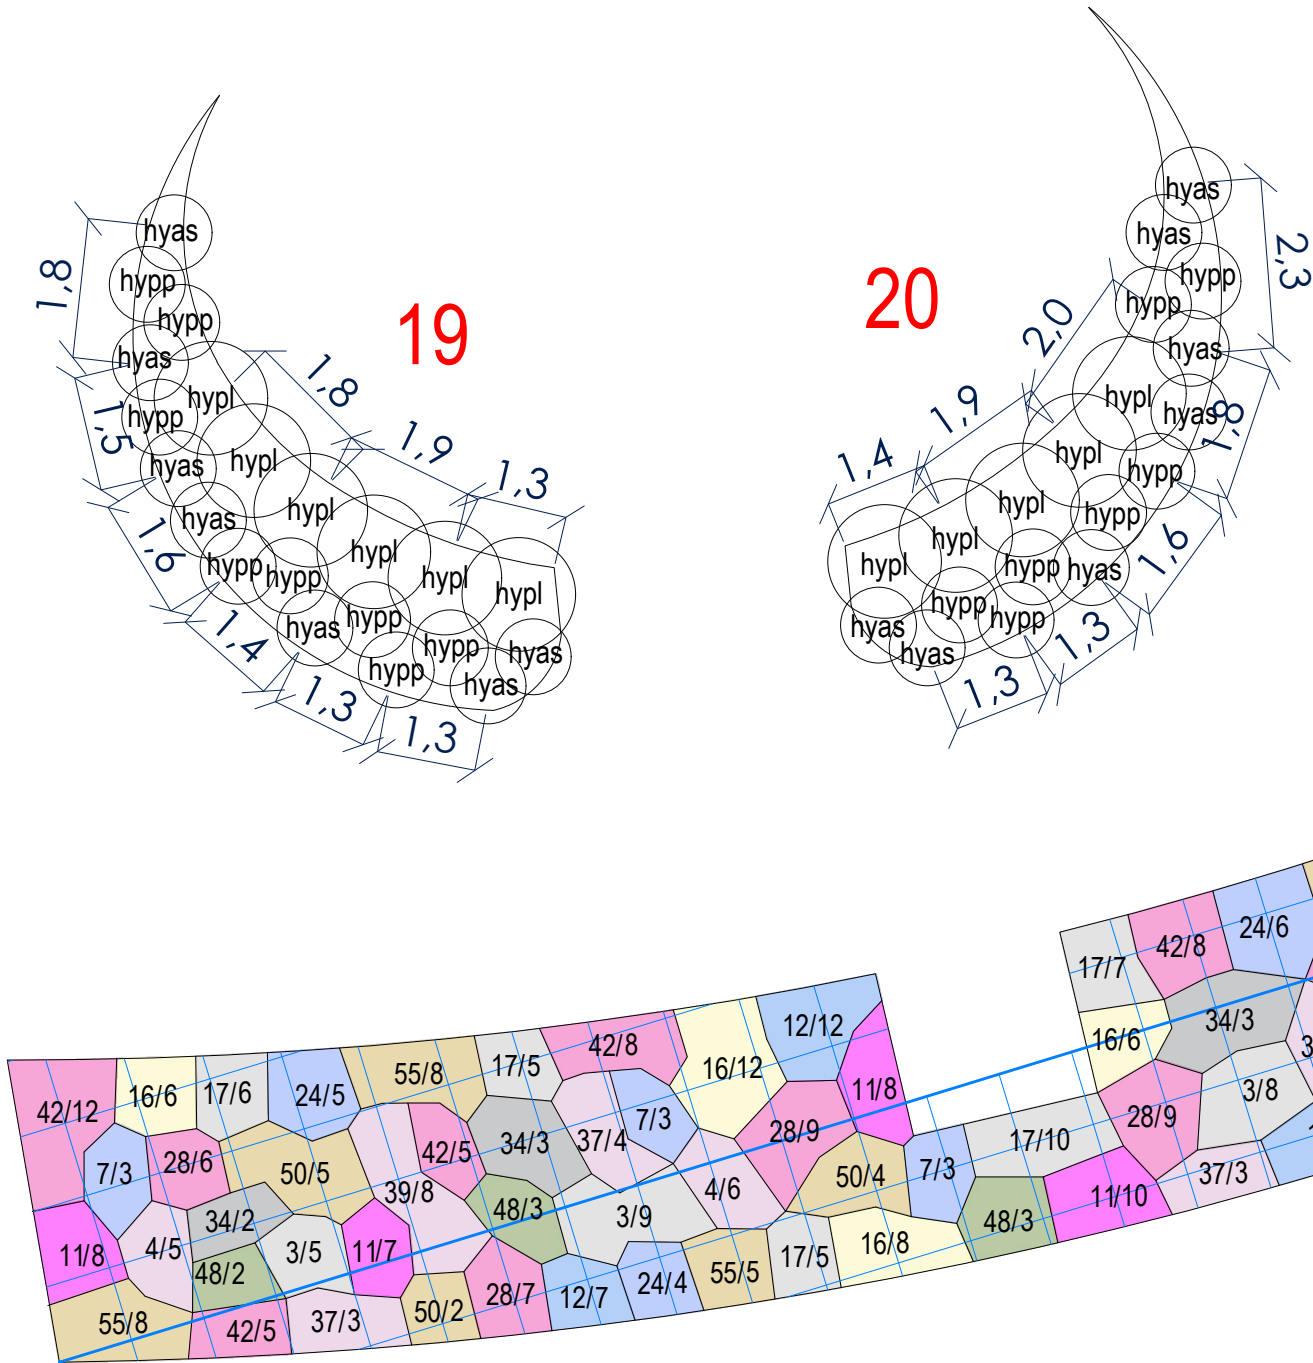 19
hyas
hypp
hypp
hyas
hypl
hypp
hypl
hyas
hypl
hyas
hypl
hypp
hypp
hypl
hypl
hyas
hypp
hypp
hyas
hypp
hyas
1,8
1,5
1,6
1,4
1,3
1,3
1,8
1,9
1,3
20
hyas
hyas
hypp
hypp
hyas
hypl
hyas
hypl
hypp
hypl
hypp
hypl
hypl
hypp
hyas
hypp
hypp
hyas
hyas
2,3
2,0
1,9
1,4
1,8
1,6
1,3
1,3
42/12
16/6
17/6
24/5
55/8
17/5
42/8
16/12
12/12
11/8
7/3
28/6
50/5
39/8
42/5
34/3
37/4
7/3
28/9
11/8
4/5
34/2
48/2
3/5
11/7
48/3
3/9
4/6
50/4
7/3
17/10
55/8
42/5
37/3
50/2
28/7
12/7
24/4
55/5
17/5
16/8
48/3
11/10
17/7
42/8
24/6
16/6
34/3
28/9
3/8
37/3